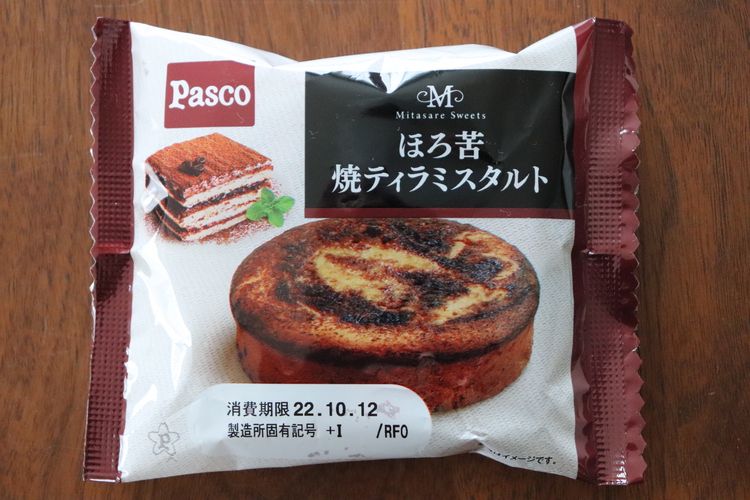 Pasco
M
Mitasare Sweets
ほろ苦
焼ティラミスタルト
消費期限 22.10.12
製造所固有記号 +I /RFO
イメージです。